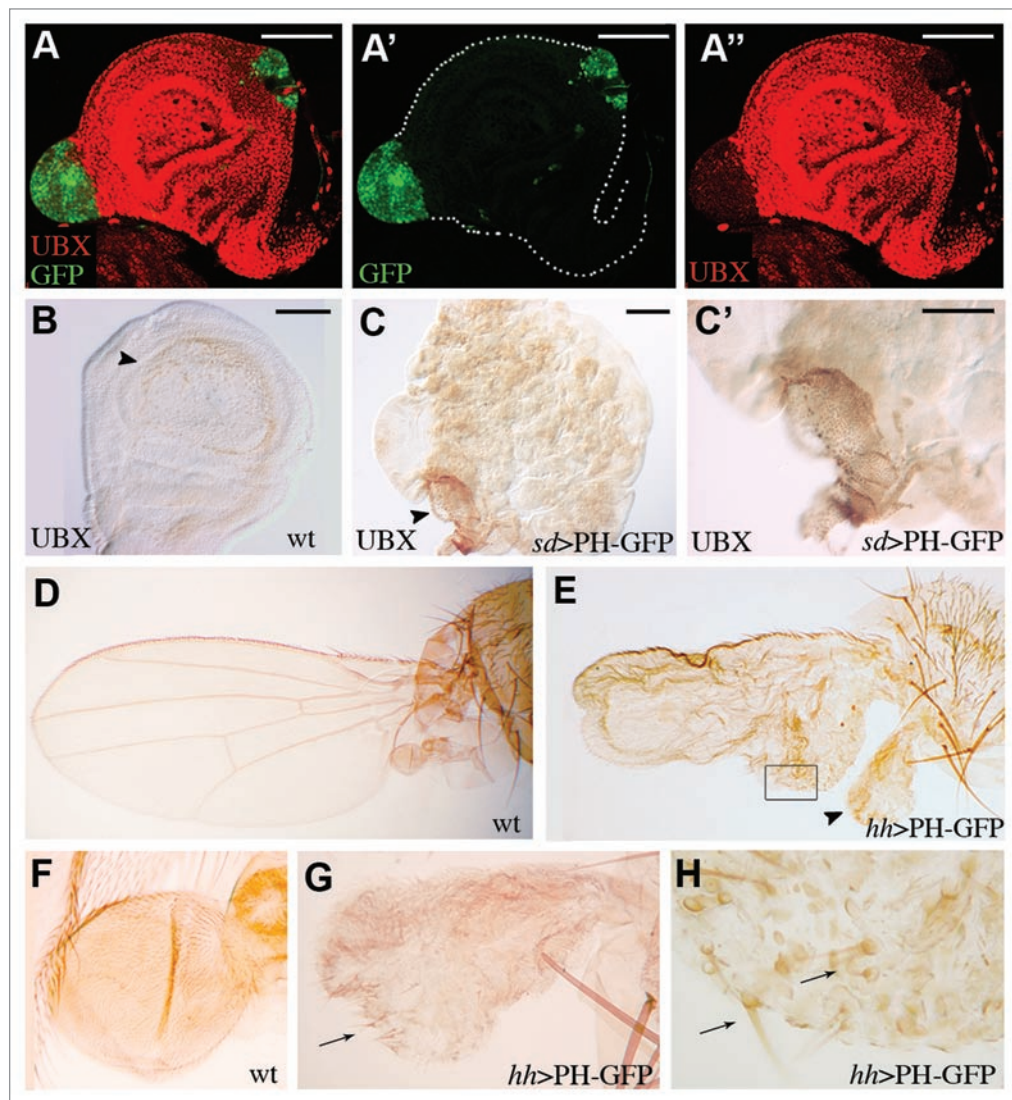 A
UBX
GFP
A'
GFP
A''
UBX
B
UBX
wt
C
UBX
sd>PH-GFP
C'
UBX
sd>PH-GFP
D
wt
E
hh>PH-GFP
F
wt
G
hh>PH-GFP
H
hh>PH-GFP